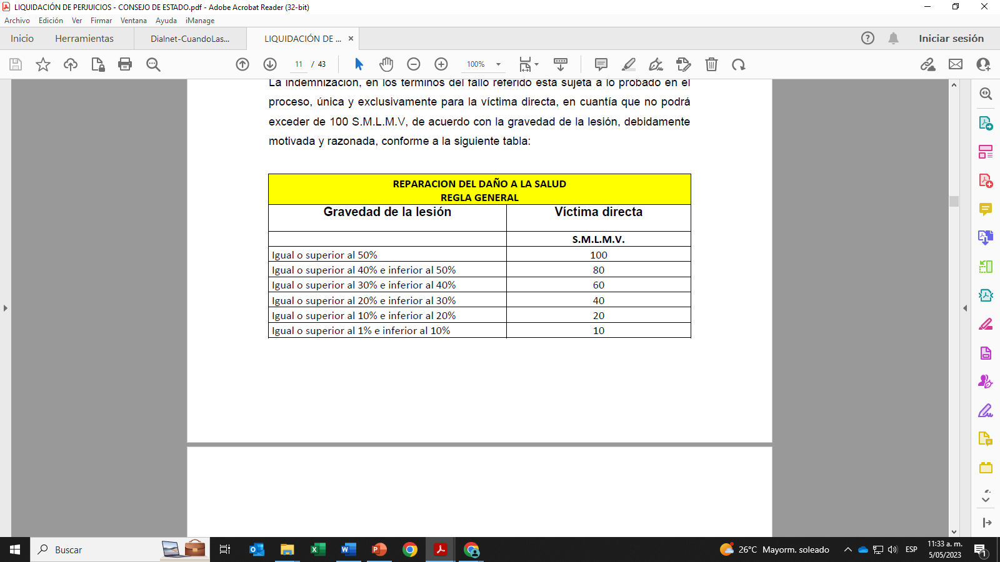 LIQUIDACIÓN DE PERJUICIOS - CONSEJO DE ESTADO.pdf - Adobe Acrobat Reader (32-bit)
Archivo Edición Ver Firmar Ventana Ayuda iManage
Inicio Herramientas Dialnet-CuandoLas... LIQUIDACIÓN DE ... × Iniciar sesión
11 / 43 100%
La indemnización, en los términos del fallo referido está sujeta a lo probado en el
proceso, única y exclusivamente para la víctima directa, en cuantía que no podrá
exceder de 100 S.M.L.M.V, de acuerdo con la gravedad de la lesión, debidamente
motivada y razonada, conforme a la siguiente tabla:
REPARACION DEL DAÑO A LA SALUD
REGLA GENERAL
Gravedad de la lesión Víctima directa
S.M.L.M.V.
Igual o superior al 50% 100
Igual o superior al 40% e inferior al 50% 80
Igual o superior al 30% e inferior al 40% 60
Igual o superior al 20% e inferior al 30% 40
Igual o superior al 10% e inferior al 20% 20
Igual o superior al 1% e inferior al 10% 10
Buscar 26°C Mayorm. soleado ESP 11:33 a. m.
5/05/2023 1